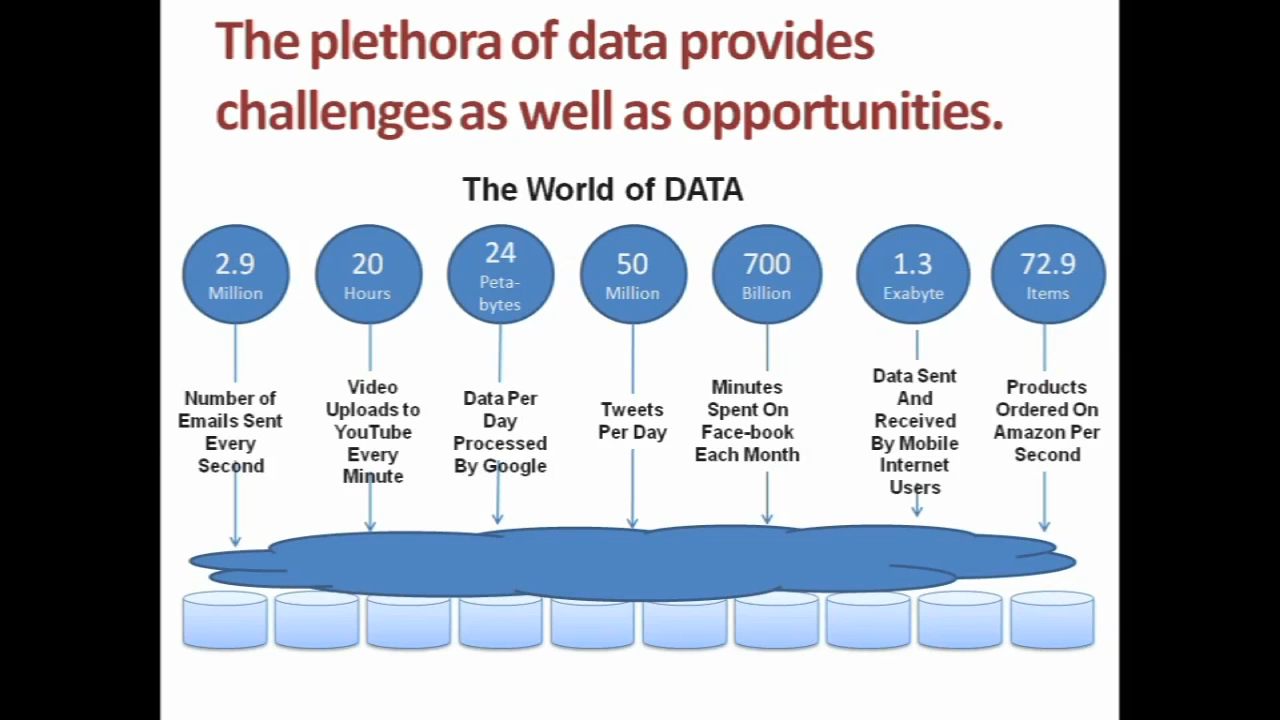 The plethora of data provides
challenges as well as opportunities.
The World of DATA
2.9
Million
20
Hours
24
Peta-
bytes
50
Million
700
Billion
1.3
Exabyte
72.9
Items
Number of
Emails Sent
Every
Second
Video
Uploads to
YouTube
Every
Minute
Data Per
Day
Processed
By Google
Tweets
Per Day
Minutes
Spent On
Face-book
Each Month
Data Sent
And
Received
By Mobile
Internet
Users
Products
Ordered On
Amazon Per
Second